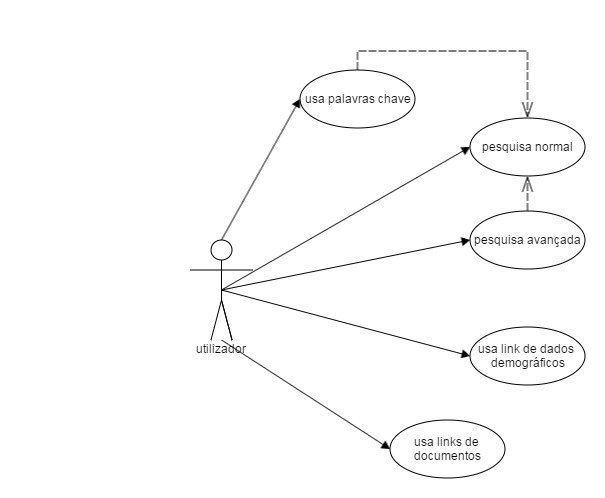 usa palavras chave
pesquisa normal
pesquisa avançada
utilizador
usa link de dados
demográficos
usa links de
documentos